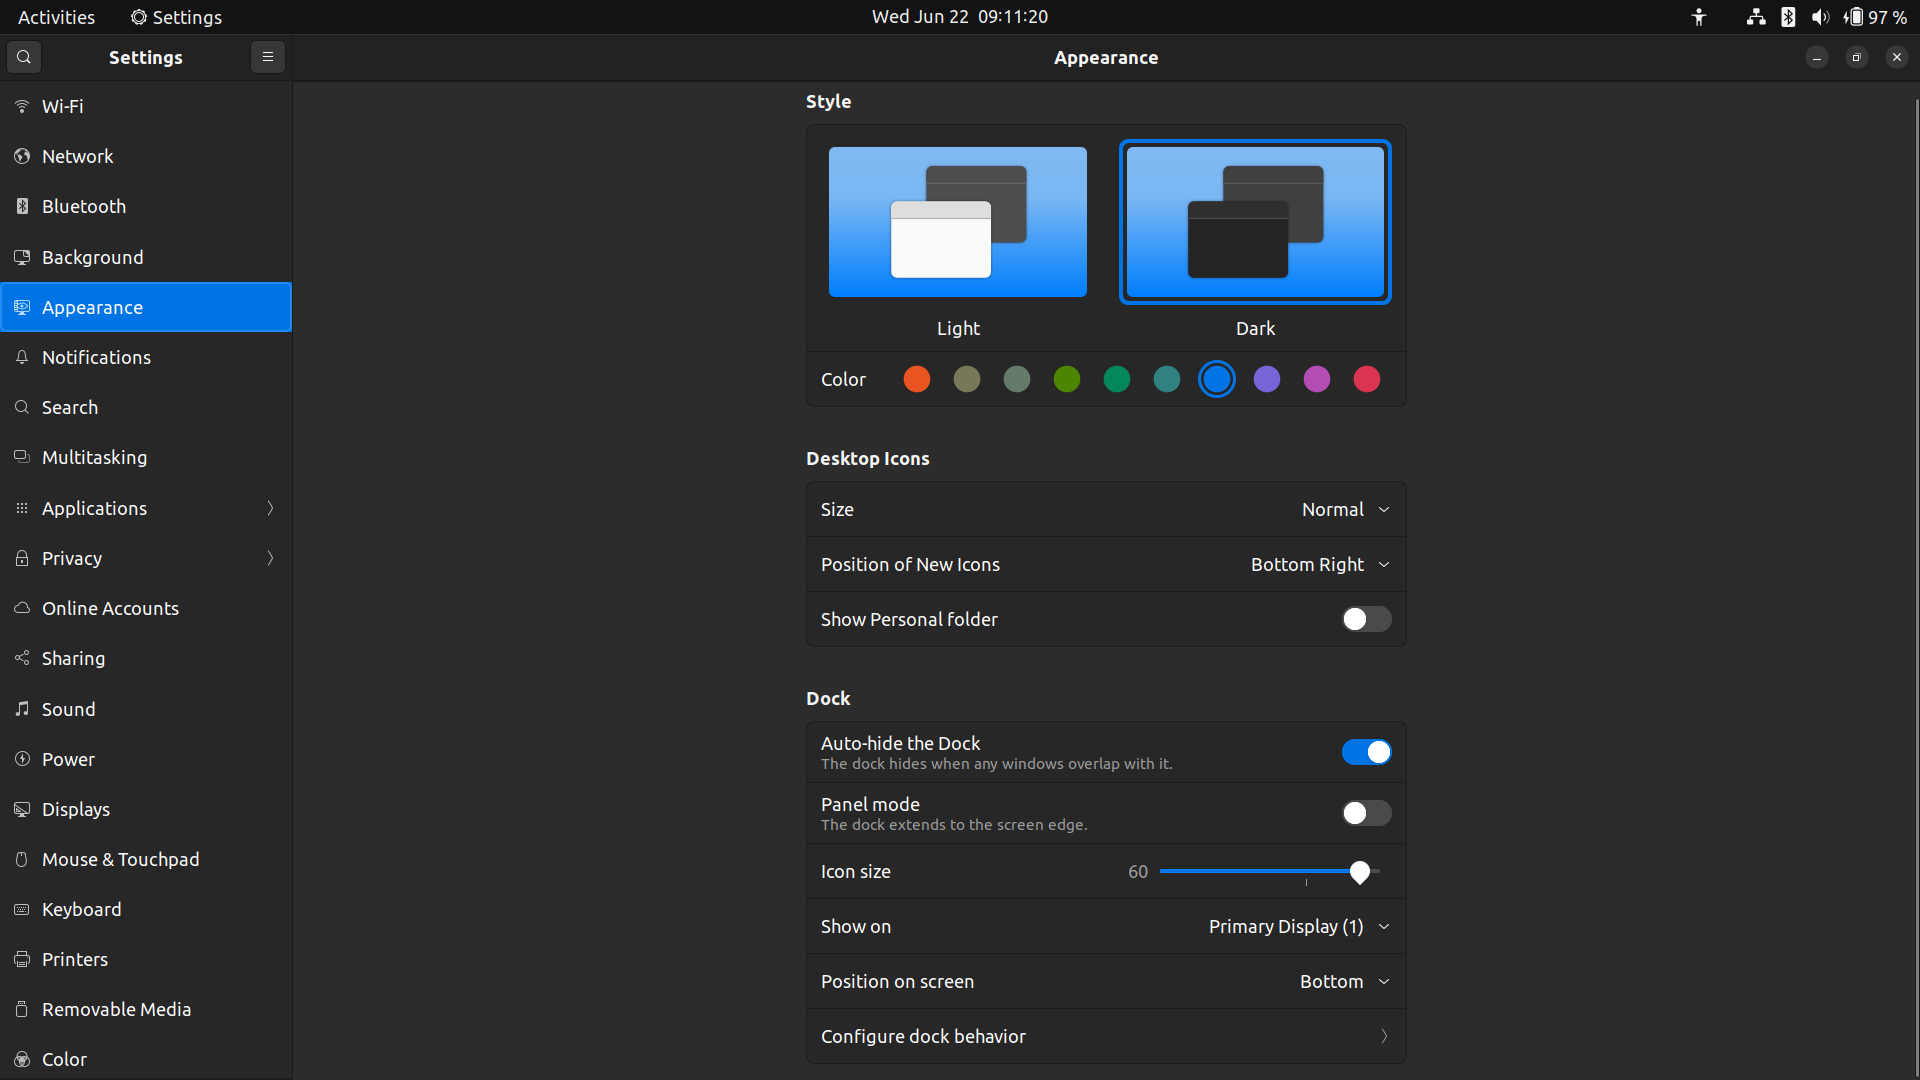 Activities Settings Wed Jun 22 09:11:20 97 %
Settings Appearance
Wi-Fi
Network
Bluetooth
Background
Appearance
Notifications
Search
Multitasking
Applications
Privacy
Online Accounts
Sharing
Sound
Power
Displays
Mouse & Touchpad
Keyboard
Printers
Removable Media
Color
Style
Light Dark
Color
Desktop Icons
Size Normal
Position of New Icons Bottom Right
Show Personal folder
Dock
Auto-hide the Dock
The dock hides when any windows overlap with it.
Panel mode
The dock extends to the screen edge.
Icon size 60
Show on Primary Display (1)
Position on screen Bottom
Configure dock behavior